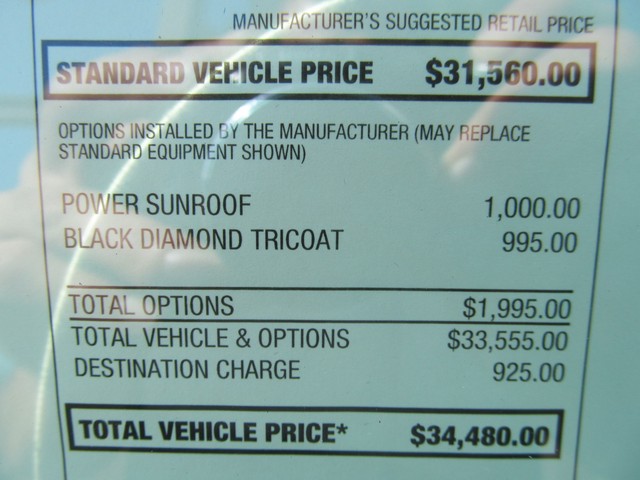 MANUFACTURER'S SUGGESTED RETAIL PRICE
STANDARD VEHICLE PRICE $31,560.00
OPTIONS INSTALLED BY THE MANUFACTURER (MAY REPLACE
STANDARD EQUIPMENT SHOWN)
POWER SUNROOF 1,000.00
BLACK DIAMOND TRICOAT 995.00
TOTAL OPTIONS $1,995.00
TOTAL VEHICLE & OPTIONS $33,555.00
DESTINATION CHARGE 925.00
TOTAL VEHICLE PRICE* $34,480.00